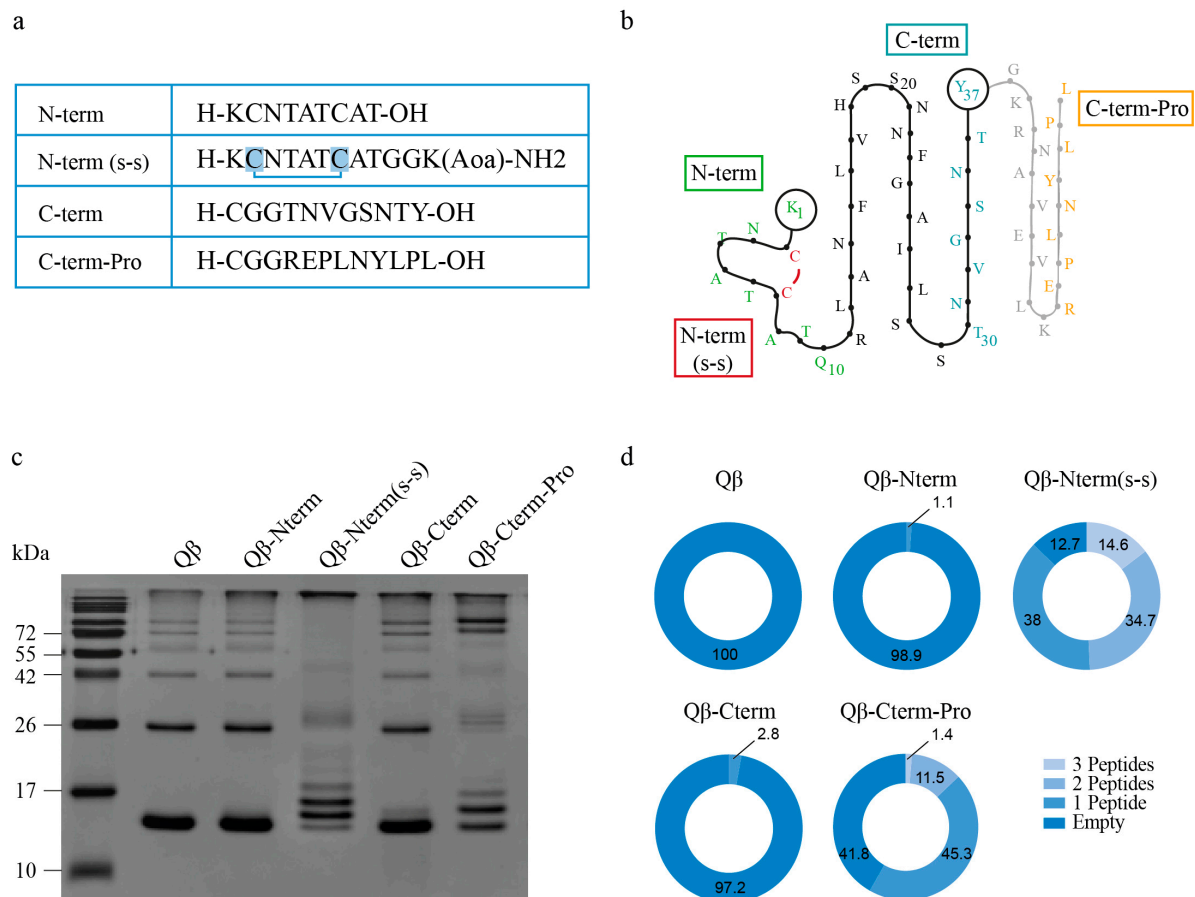 a
N-term H-KCNTATCAT-OH
N-term (s-s) H-KCNTATCATGGK(Aoa)-NH2
C-term H-CGGTNVGSNTY-OH
C-term-Pro H-CGGREPLNYLPL-OH
b
C-term
N-term
N-term
(s-s)
C-term-Pro
K1
C
N
T
A
T
C
A
T
Q10
R
L
A
N
F
L
V
H
S
S20
N
N
F
G
A
I
L
S
S
T30
N
V
G
S
N
T
Y37
G
K
R
N
A
V
E
V
L
K
R
E
P
L
N
Y
L
P
L
c
kDa
Qβ
Qβ-Nterm
Qβ-Nterm(s-s)
Qβ-Cterm
Qβ-Cterm-Pro
72
55
42
26
17
10
d
Qβ
100
Qβ-Nterm
1.1
98.9
Qβ-Nterm(s-s)
12.7
14.6
38
34.7
Qβ-Cterm
2.8
97.2
Qβ-Cterm-Pro
1.4
11.5
41.8
45.3
3 Peptides
2 Peptides
1 Peptide
Empty